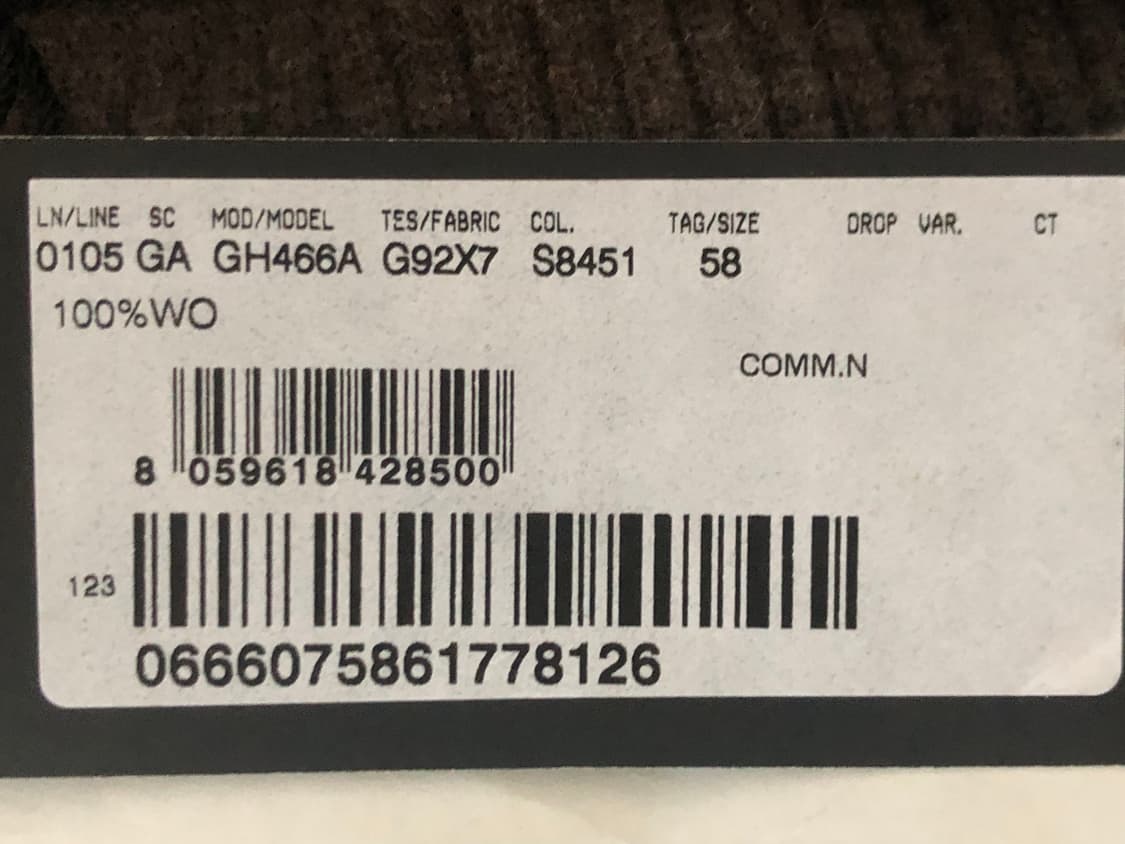 LN/LINE SC MOD/MODEL TES/FABRIC COL. TAG/SIZE DROP VAR. CT
0105 GA GH466A G92X7 S8451 58
100%WO
COMM.N
8 059618 428500
123
0666075861778126